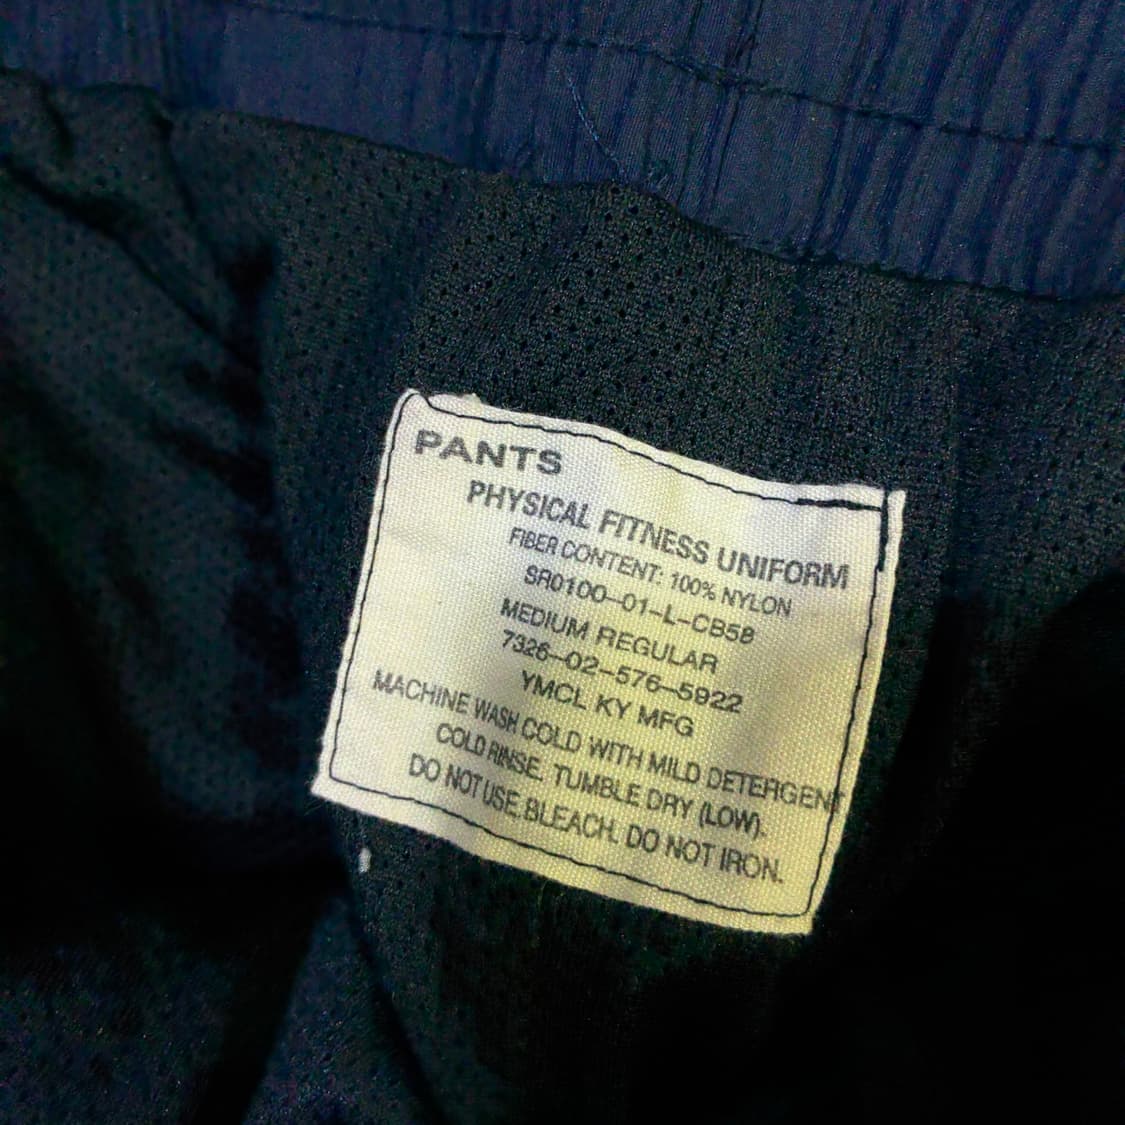 PANTS
PHYSICAL FITNESS UNIFORM
FIBER CONTENT: 100% NYLON
SR0100-01-L-CB58
MEDIUM REGULAR
7326-02-576-5922
YMCL KY MFG
MACHINE WASH COLD WITH MILD DETERGENT
COLD RINSE. TUMBLE DRY (LOW).
DO NOT USE BLEACH. DO NOT IRON.